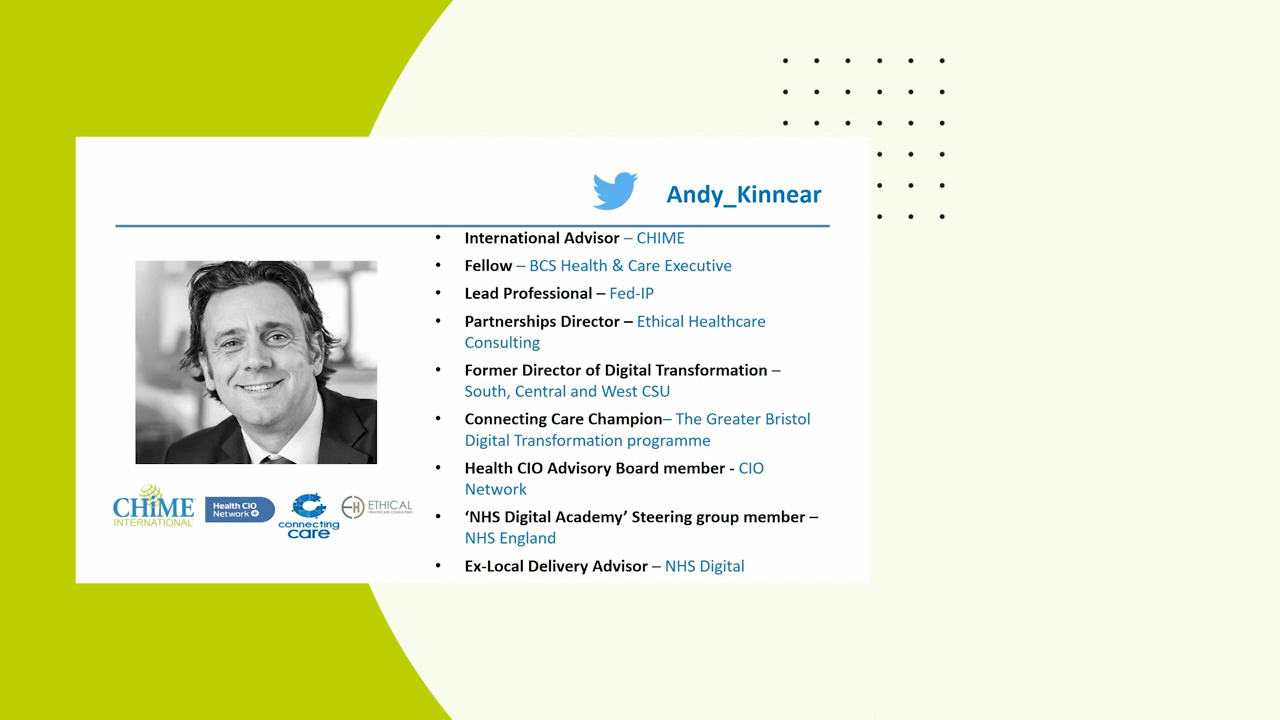 Andy_Kinnear
• International Advisor – CHIME
• Fellow – BCS Health & Care Executive
• Lead Professional – Fed-IP
• Partnerships Director – Ethical Healthcare
Consulting
• Former Director of Digital Transformation –
South, Central and West CSU
• Connecting Care Champion– The Greater Bristol
Digital Transformation programme
• Health CIO Advisory Board member - CIO
Network
• ‘NHS Digital Academy’ Steering group member –
NHS England
• Ex-Local Delivery Advisor – NHS Digital
CHiME
INTERNATIONAL
Health CIO
Network
connecting
care
EH
ETHICAL
HEALTHCARE CONSULTING